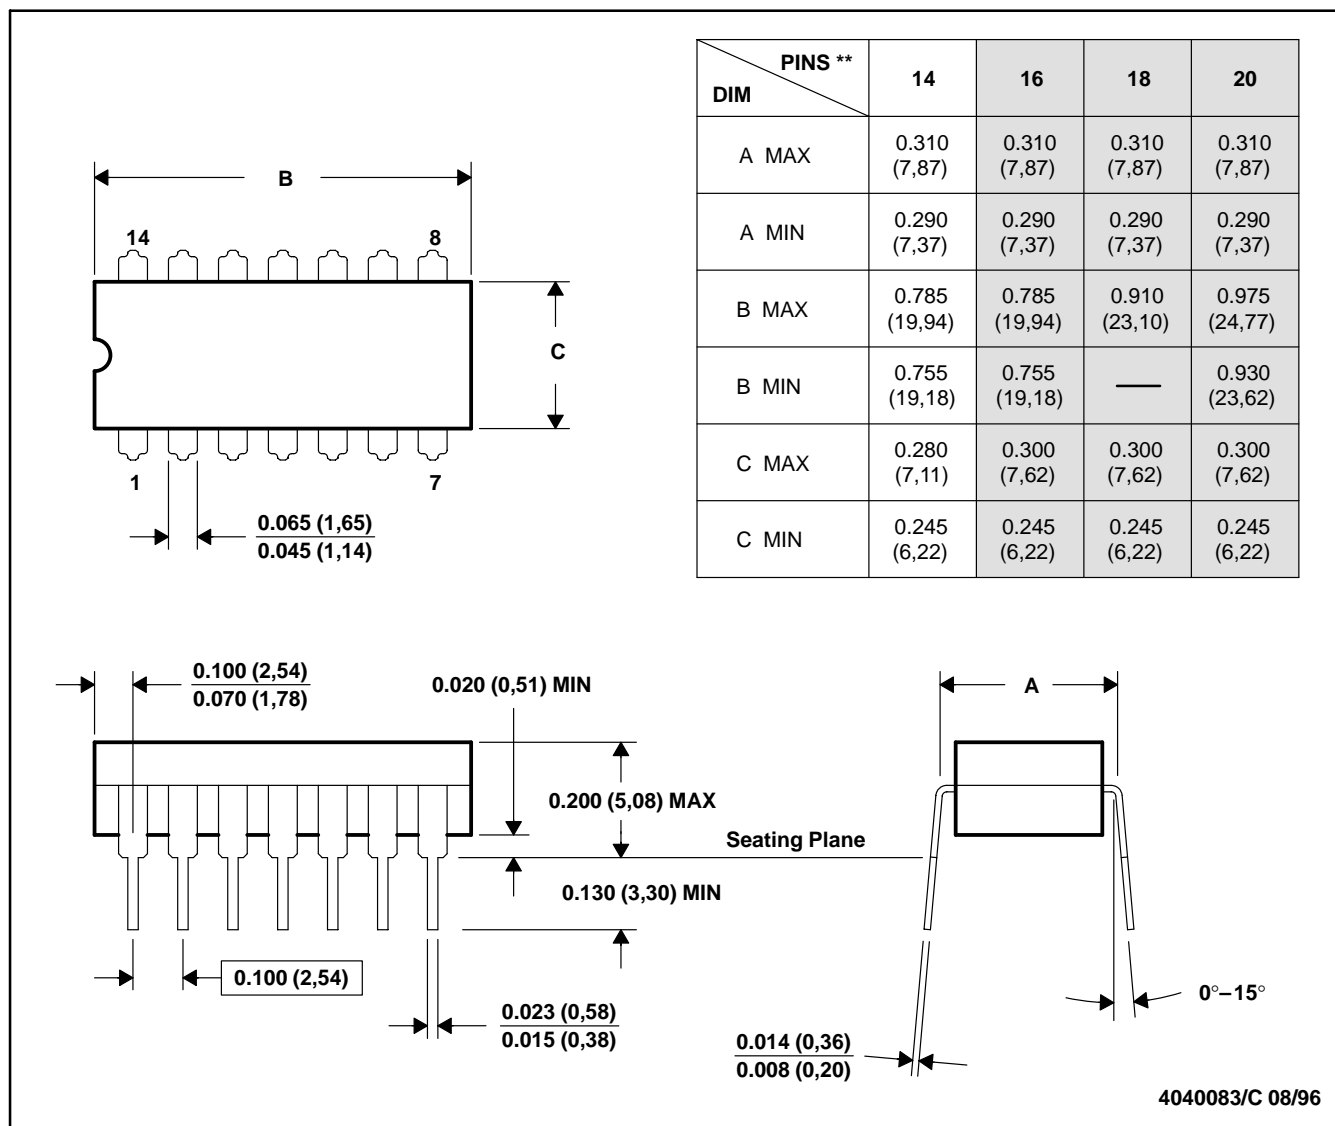 PINS **
DIM
14 16 18 20
A MAX
0.310 0.310 0.310 0.310
(7,87) (7,87) (7,87) (7,87)
A MIN
0.290 0.290 0.290 0.290
(7,37) (7,37) (7,37) (7,37)
B MAX
0.785 0.785 0.910 0.975
(19,94) (19,94) (23,10) (24,77)
B MIN
0.755 0.755 — 0.930
(19,18) (19,18) (23,62)
C MAX
0.280 0.300 0.300 0.300
(7,11) (7,62) (7,62) (7,62)
C MIN
0.245 0.245 0.245 0.245
(6,22) (6,22) (6,22) (6,22)
B
14 8
C
1 7
0.065 (1,65)
0.045 (1,14)
0.100 (2,54)
0.070 (1,78)
0.020 (0,51) MIN
A
0.200 (5,08) MAX
Seating Plane
0.130 (3,30) MIN
0.100 (2,54)
0.023 (0,58)
0.015 (0,38)
0°–15°
0.014 (0,36)
0.008 (0,20)
4040083/C 08/96